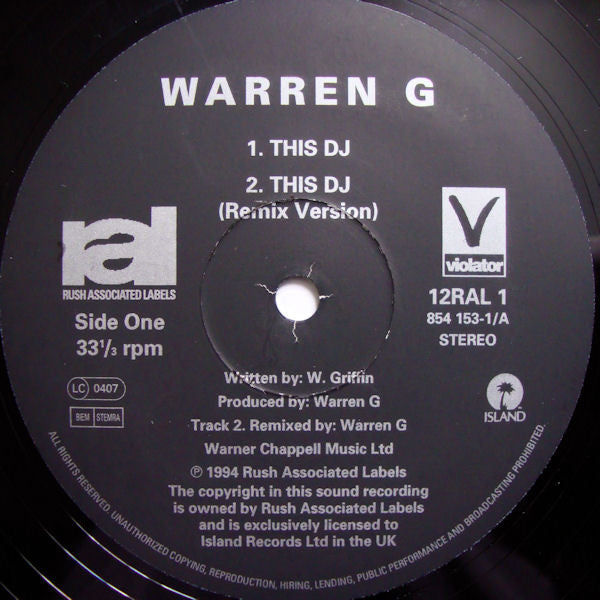 WARREN G
1. THIS DJ
2. THIS DJ
(Remix Version)
ral
RUSH ASSOCIATED LABELS
V
violator
Side One
33⅓ rpm
12RAL 1
854 153-1/A
STEREO
LC 0407
BIEM STEMRA
ISLAND
Written by: W. Griffin
Produced by: Warren G
Track 2. Remixed by: Warren G
Warner Chappell Music Ltd
℗ 1994 Rush Associated Labels
The copyright in this sound recording
is owned by Rush Associated Labels
and is exclusively licensed to
Island Records Ltd in the UK
ALL RIGHTS RESERVED. UNAUTHORIZED COPYING, REPRODUCTION, HIRING, LENDING, PUBLIC PERFORMANCE AND BROADCASTING PROHIBITED.